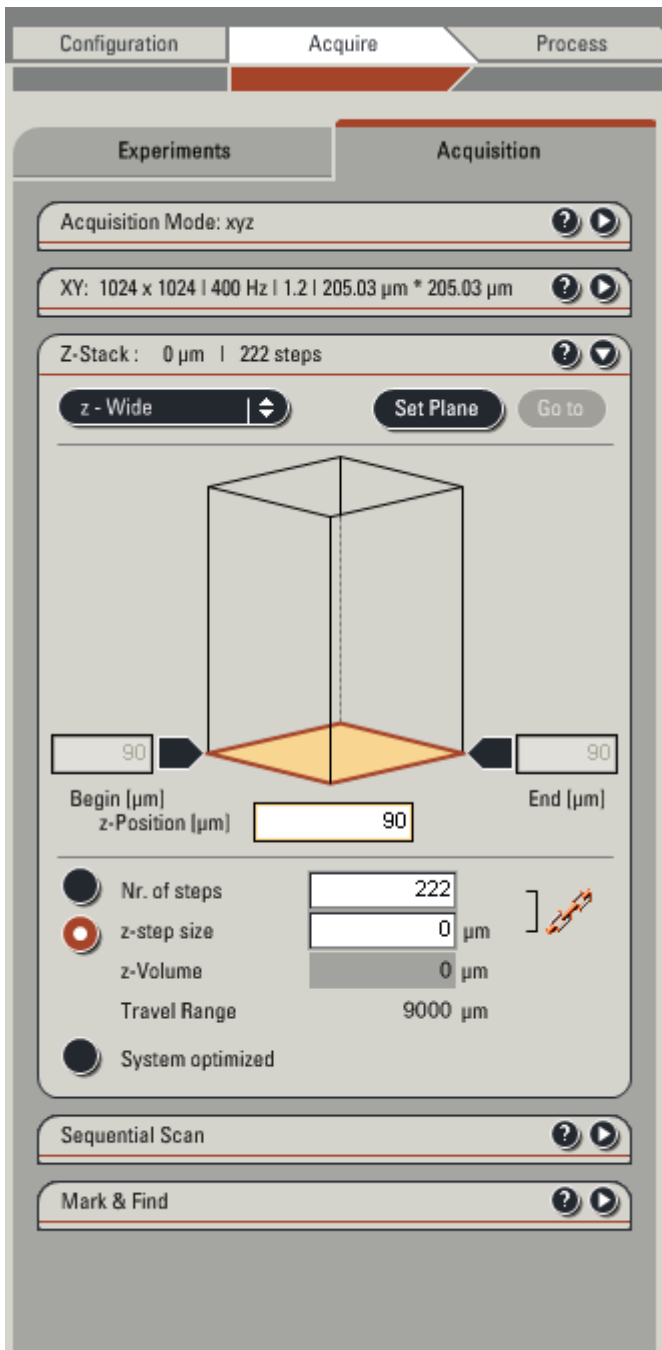 Configuration Acquire Process
Experiments Acquisition
Acquisition Mode: xyz ?
XY: 1024 x 1024 | 400 Hz | 1.2 | 205.03 µm * 205.03 µm ?
Z-Stack : 0 µm | 222 steps ?
z - Wide Set Plane Go to
90 90
Begin [µm] End [µm]
z-Position [µm] 90
Nr. of steps 222
z-step size 0 µm
z-Volume 0 µm
Travel Range 9000 µm
System optimized
Sequential Scan ?
Mark & Find ?